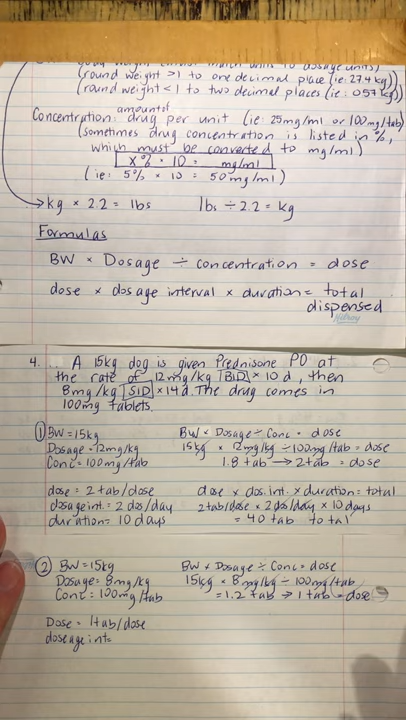 (round weight >1 to one decimal place (ie: 27.4 kg))
(round weight <1 to two decimal places (ie: 0.57 kg))
amount of
Concentration: drug per unit (ie: 25mg/ml or 100mg/tab)
(sometimes drug concentration is listed in %,
which must be converted to mg/ml)
X% × 10 = mg/ml
(ie: 5% × 10 = 50mg/ml)
kg × 2.2 = lbs lbs ÷ 2.2 = kg
Formulas
BW × Dosage ÷ concentration = dose
dose × dosage interval × duration = total
dispensed
Hilroy
4. A 15kg dog is given Prednisone PO at
the rate of 12mg/kg BID × 10 d, then
8mg/kg SID × 14 d. The drug comes in
100mg tablets.
① BW = 15kg BW × Dosage ÷ Conc = dose
Dosage = 12mg/kg 15kg × 12mg/kg ÷ 100mg/tab = dose
Conc = 100mg/tab 1.8 tab → 2 tab = dose
dose = 2 tab/dose dose × dos.int. × duration = total
dosage int. = 2 dos/day 2 tab/dose × 2 dos/day × 10 days
duration = 10 days = 40 tab total
② BW = 15kg BW × Dosage ÷ Conc = dose
Dosage = 8mg/kg 15kg × 8mg/kg ÷ 100mg/tab
Conc = 100mg/tab = 1.2 tab → 1 tab = dose
Dose = 1 tab/dose
doseage int =